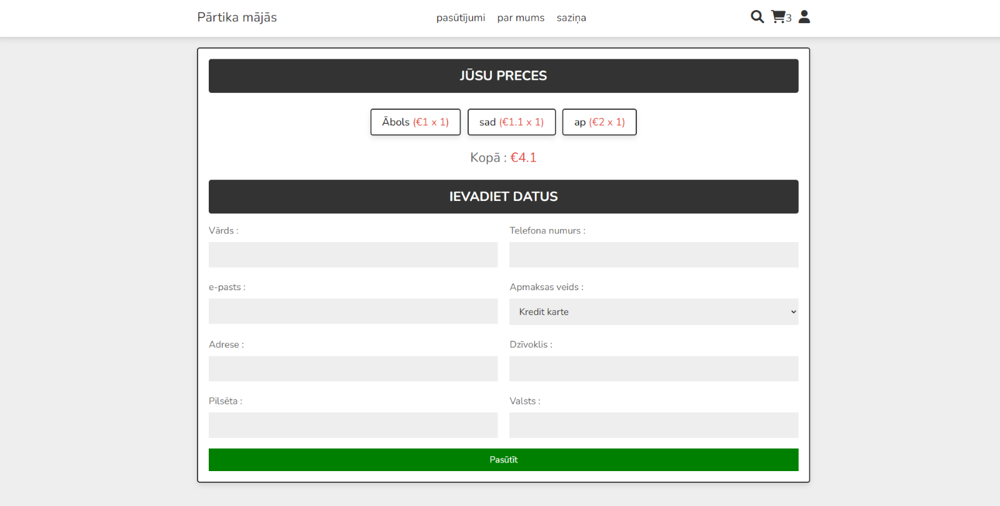 Pārtika mājās
pasūtījumi par mums saziņa
3
JŪSU PRECES
Ābols (€1 x 1) sad (€1.1 x 1) ap (€2 x 1)
Kopā : €4.1
IEVADIET DATUS
Vārds : Telefona numurs :
e-pasts : Apmaksas veids :
Kredit karte
Adrese : Dzīvoklis :
Pilsēta : Valsts :
Pasūtīt